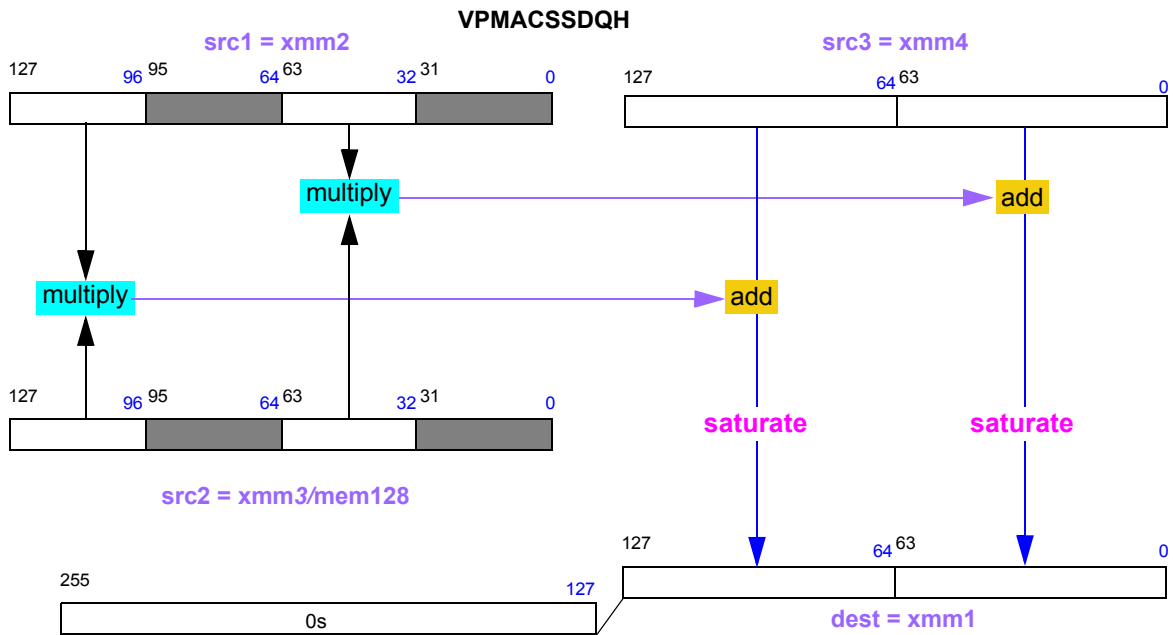 VPMACSSDQH
src1 = xmm2
src3 = xmm4
127 96 95 64 63 32 31 0
127 64 63 0
multiply
add
multiply
add
127 96 95 64 63 32 31 0
saturate
saturate
src2 = xmm3/mem128
127 64 63 0
255 127
0s
dest = xmm1